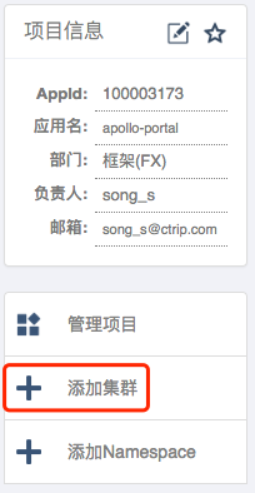 项目信息
AppId: 100003173
应用名: apollo-portal
部门: 框架(FX)
负责人: song_s
邮箱: song_s@ctrip.com
管理项目
添加集群
添加Namespace